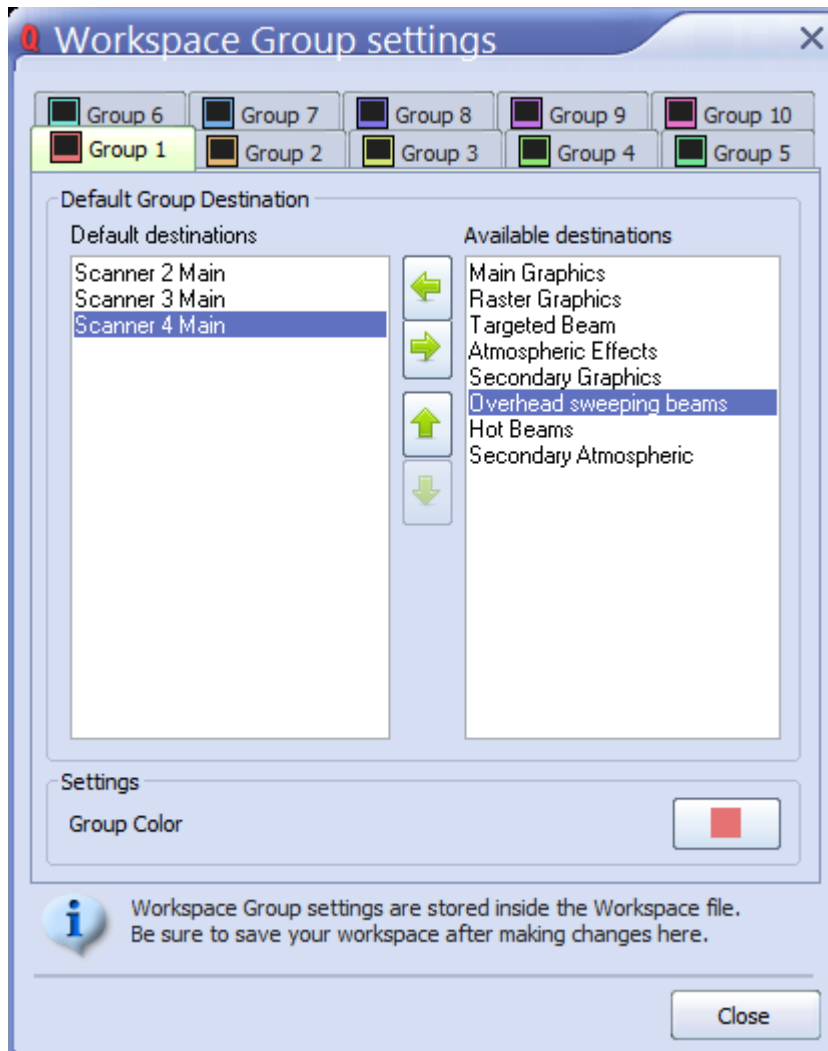 Q Workspace Group settings
Group 6 Group 7 Group 8 Group 9 Group 10
Group 1 Group 2 Group 3 Group 4 Group 5
Default Group Destination
Default destinations
Scanner 2 Main
Scanner 3 Main
Scanner 4 Main
Available destinations
Main Graphics
Raster Graphics
Targeted Beam
Atmospheric Effects
Secondary Graphics
Overhead sweeping beams
Hot Beams
Secondary Atmospheric
Settings
Group Color
i
Workspace Group settings are stored inside the Workspace file.
Be sure to save your workspace after making changes here.
Close